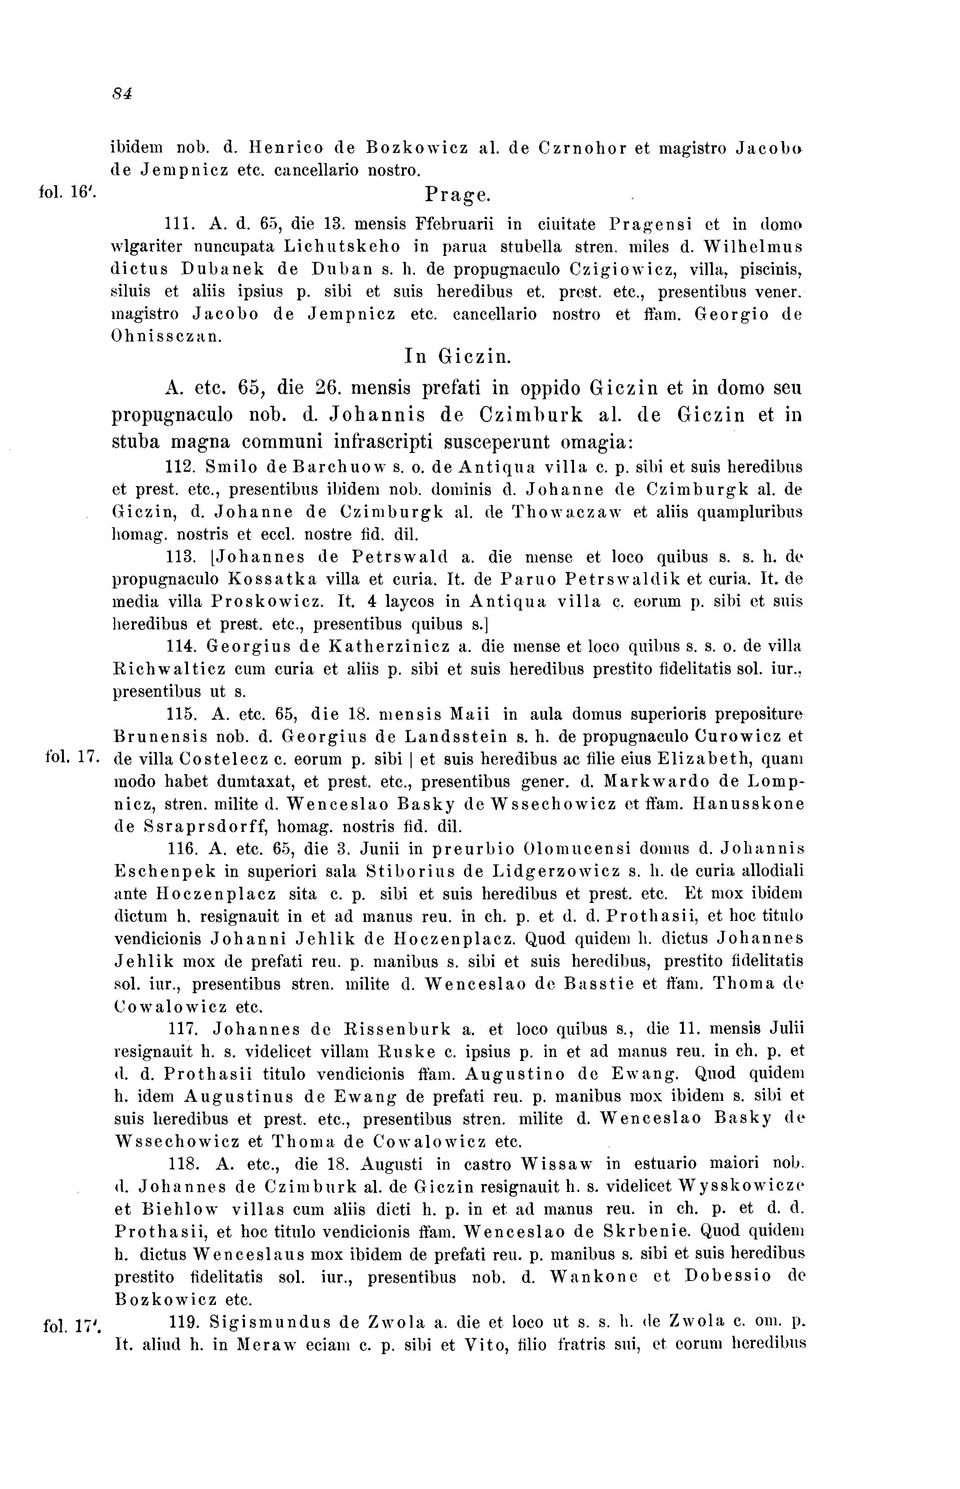 84
ibidem nob. d. Henrico de Bozkowicz al. de Czrnohor et magistro Jacobo
de Jempnicz etc. cancellario nostro.
fol. 16'.
Prage.
111. A. d. 65, die 13. mensis Ffebruarii in ciuitate Pragensi et in domo
wlgariter nuncupata Lichutskeho in parua stubella stren. miles d. Wilhelmus
dictus Dubanek de Duban s. h. de propugnaculo Czigiowicz, villa, piscinis,
siluis et aliis ipsius p. sibi et suis heredibus et. prest. etc., presentibus vener.
magistro Jacobo de Jempnicz etc. cancellario nostro et ffam. Georgio de
Ohnissczan.
In Giczin.
A. etc. 65, die 26. mensis prefati in oppido Giczin et in domo seu
propugnaculo nob. d. Johannis de Czimburk al. de Giczin et in
stuba magna communi infrascripti susceperunt omagia:
112. Smilo de Barchuow s. o. de Antiqua villa c. p. sibi et suis heredibus
et prest. etc., presentibus ibidem nob. dominis d. Johanne de Czimburgk al. de
Giczin, d. Johanne de Czimburgk al. de Thowaczaw et aliis quampluribus
homag. nostris et eccl. nostre fid. dil.
113. [Johannes de Petrswald a. die mense et loco quibus s. s. h. de
propugnaculo Kossatka villa et curia. It. de Paruo Petrswaldik et curia. It. de
media villa Proskowicz. It. 4 laycos in Antiqua villa c. eorum p. sibi et suis
heredibus et prest. etc., presentibus quibus s.]
114. Georgius de Katherzinicz a. die mense et loco quibus s. s. o. de villa
Richwalticz cum curia et aliis p. sibi et suis heredibus prestito fidelitatis sol. iur.,
presentibus ut s.
115. A. etc. 65, die 18. mensis Maii in aula domus superioris prepositure
Brunensis nob. d. Georgius de Landsstein s. h. de propugnaculo Curowicz et
fol. 17. de villa Costelecz c. eorum p. sibi | et suis heredibus ac filie eius Elizabeth, quam
modo habet dumtaxat, et prest. etc., presentibus gener. d. Markwardo de Lomp-
nicz, stren. milite d. Wenceslao Basky de Wssechowicz et ffam. Hanusskone
de Ssraprsdorff, homag. nostris fid. dil.
116. A. etc. 65, die 3. Junii in preurbio Olomucensi domus d. Johannis
Eschenpek in superiori sala Stiborius de Lidgerzowicz s. h. de curia allodiali
ante Hoczenplacz sita c. p. sibi et suis heredibus et prest. etc. Et mox ibidem
dictum h. resignauit in et ad manus reu. in ch. p. et d. d. Prothasii, et hoc titulo
vendicionis Johanni Jehlik de Hoczenplacz. Quod quidem h. dictus Johannes
Jehlik mox de prefati reu. p. manibus s. sibi et suis heredibus, prestito fidelitatis
sol. iur., presentibus stren. milite d. Wenceslao de Basstie et ffam. Thoma de
Cowalowicz etc.
117. Johannes de Rissenburk a. et loco quibus s., die 11. mensis Julii
resignauit h. s. videlicet villam Ruske c. ipsius p. in et ad manus reu. in ch. p. et
d. d. Prothasii titulo vendicionis ffam. Augustino de Ewang. Quod quidem
h. idem Augustinus de Ewang de prefati reu. p. manibus mox ibidem s. sibi et
suis heredibus et prest. etc., presentibus stren. milite d. Wenceslao Basky de
Wssechowicz et Thoma de Cowalowicz etc.
118. A. etc., die 18. Augusti in castro Wissaw in estuario maiori nob.
d. Johannes de Czimburk al. de Giczin resignauit h. s. videlicet Wysskowicze
et Biehlow villas cum aliis dicti h. p. in et ad manus reu. in ch. p. et d. d.
Prothasii, et hoc titulo vendicionis ffam. Wenceslao de Skrbenie. Quod quidem
h. dictus Wenceslaus mox ibidem de prefati reu. p. manibus s. sibi et suis heredibus
prestito fidelitatis sol. iur., presentibus nob. d. Wankone et Dobessio de
Bozkowicz etc.
fol. 17'. 119. Sigismundus de Zwola a. die et loco ut s. s. h. de Zwola c. om. p.
It. aliud h. in Meraw eciam c. p. sibi et Vito, filio fratris sui, et eorum heredibus